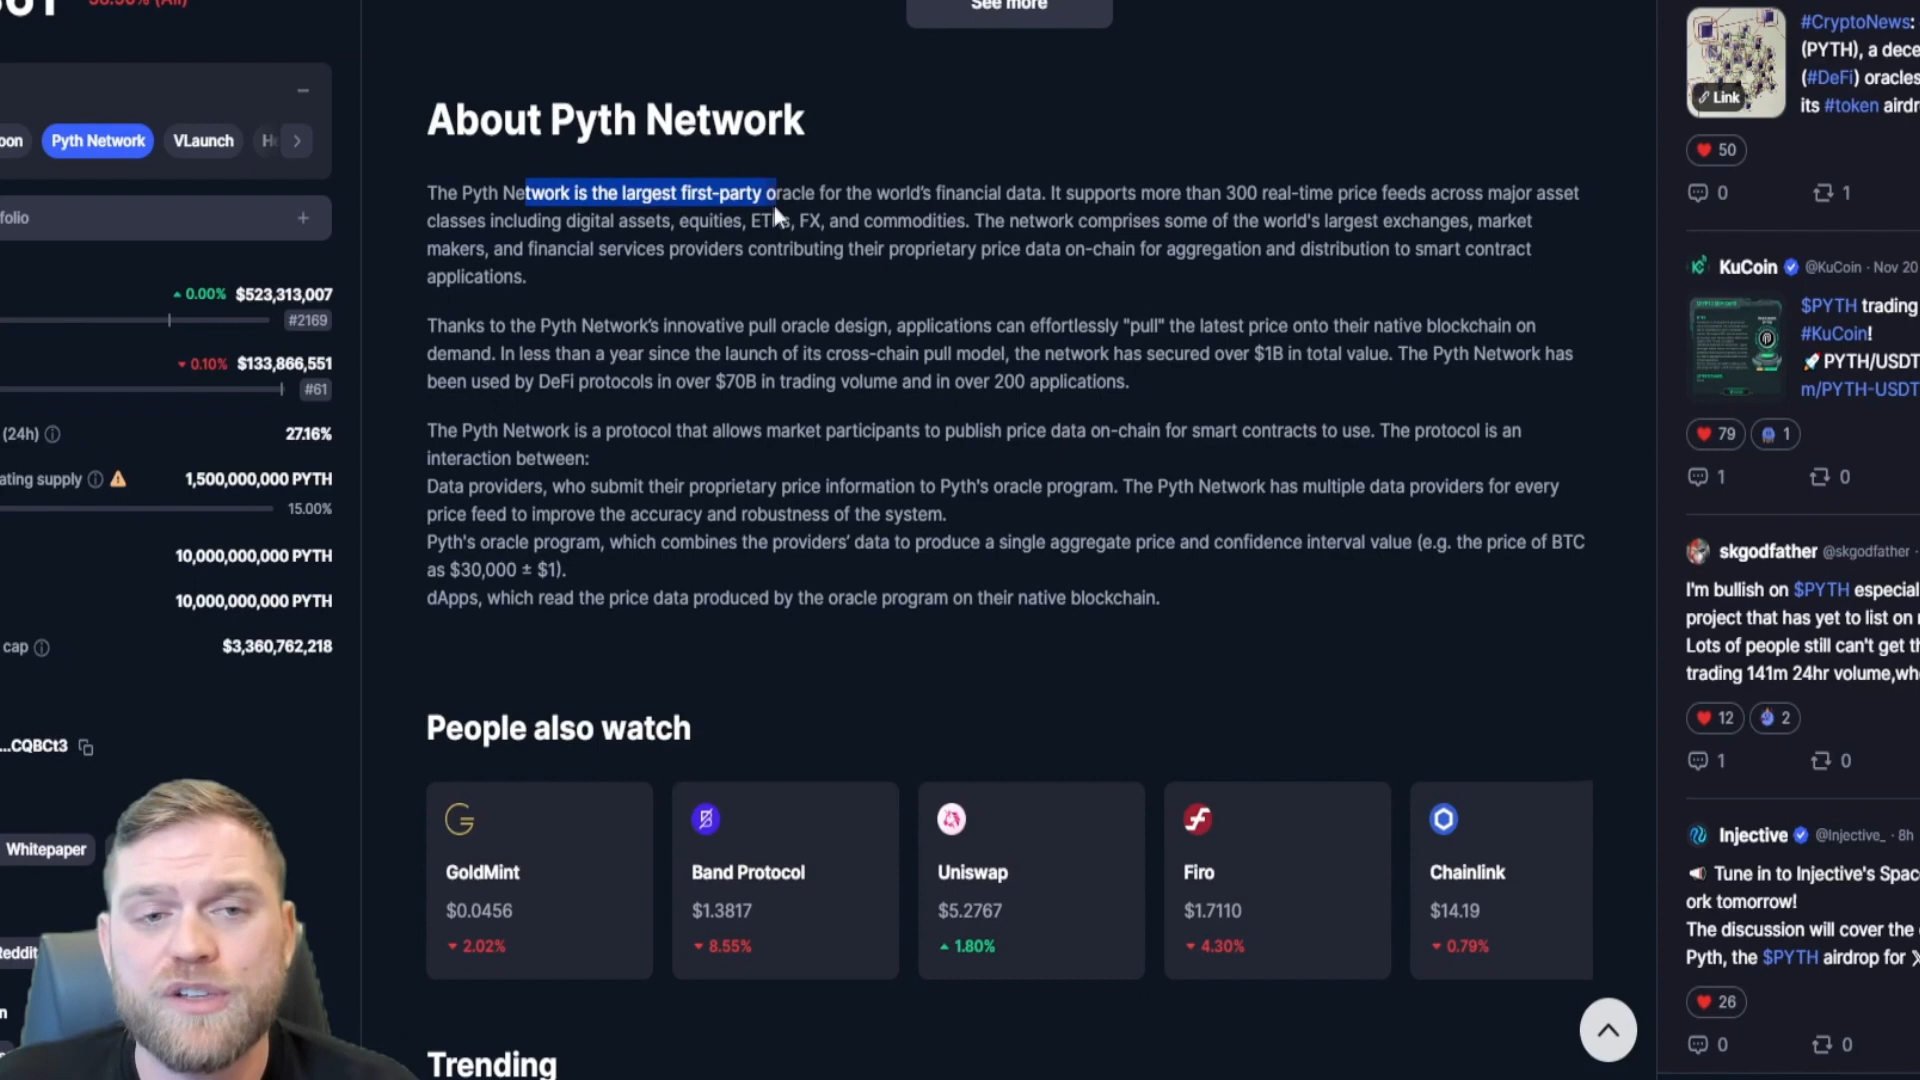 See more
Pyth Network
VLaunch
folio
0.00% $523,313,007
#2169
0.10% $133,866,551
#61
(24h)
27.16%
ating supply
1,500,000,000 PYTH
15.00%
10,000,000,000 PYTH
10,000,000,000 PYTH
cap
$3,360,762,218
...CQBCt3
Whitepaper
Reddit
About Pyth Network
The Pyth Network is the largest first-party oracle for the world's financial data. It supports more than 300 real-time price feeds across major asset
classes including digital assets, equities, ETFs, FX, and commodities. The network comprises some of the world's largest exchanges, market
makers, and financial services providers contributing their proprietary price data on-chain for aggregation and distribution to smart contract
applications.
Thanks to the Pyth Network's innovative pull oracle design, applications can effortlessly "pull" the latest price onto their native blockchain on
demand. In less than a year since the launch of its cross-chain pull model, the network has secured over $1B in total value. The Pyth Network has
been used by DeFi protocols in over $70B in trading volume and in over 200 applications.
The Pyth Network is a protocol that allows market participants to publish price data on-chain for smart contracts to use. The protocol is an
interaction between:
Data providers, who submit their proprietary price information to Pyth's oracle program. The Pyth Network has multiple data providers for every
price feed to improve the accuracy and robustness of the system.
Pyth's oracle program, which combines the providers' data to produce a single aggregate price and confidence interval value (e.g. the price of BTC
as $30,000 ± $1).
dApps, which read the price data produced by the oracle program on their native blockchain.
People also watch
GoldMint
$0.0456
2.02%
Band Protocol
$1.3817
8.55%
Uniswap
$5.2767
1.80%
Firo
$1.7110
4.30%
Chainlink
$14.19
0.79%
Trending
#CryptoNews:
(PYTH), a dece
(#DeFi) oracles
its #token airdr
Link
50
0 1
KuCoin @KuCoin · Nov 20
$PYTH trading
#KuCoin!
PYTH/USDT
m/PYTH-USDT
79 1
1 0
skgodfather @skgodfather ·
I'm bullish on $PYTH especial
project that has yet to list on
Lots of people still can't get th
trading 141m 24hr volume,wh
12 2
1 0
Injective @Injective_ · 8h
Tune in to Injective's Spac
ork tomorrow!
The discussion will cover the
Pyth, the $PYTH airdrop for
26
0 0